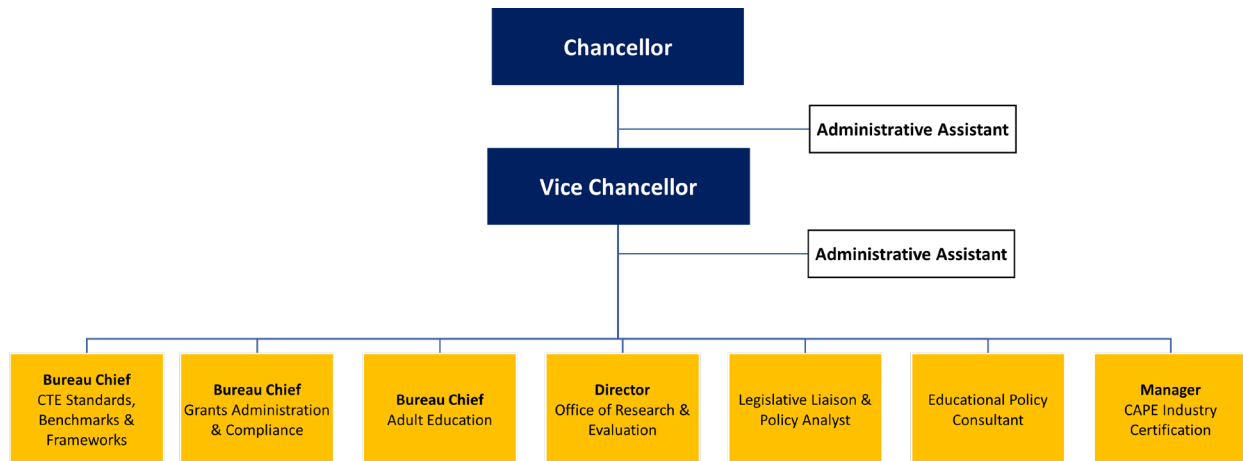 Chancellor
Administrative Assistant
Vice Chancellor
Administrative Assistant
Bureau Chief
CTE Standards,
Benchmarks &
Frameworks
Bureau Chief
Grants Administration
& Compliance
Bureau Chief
Adult Education
Director
Office of Research &
Evaluation
Legislative Liaison &
Policy Analyst
Educational Policy
Consultant
Manager
CAPE Industry
Certification